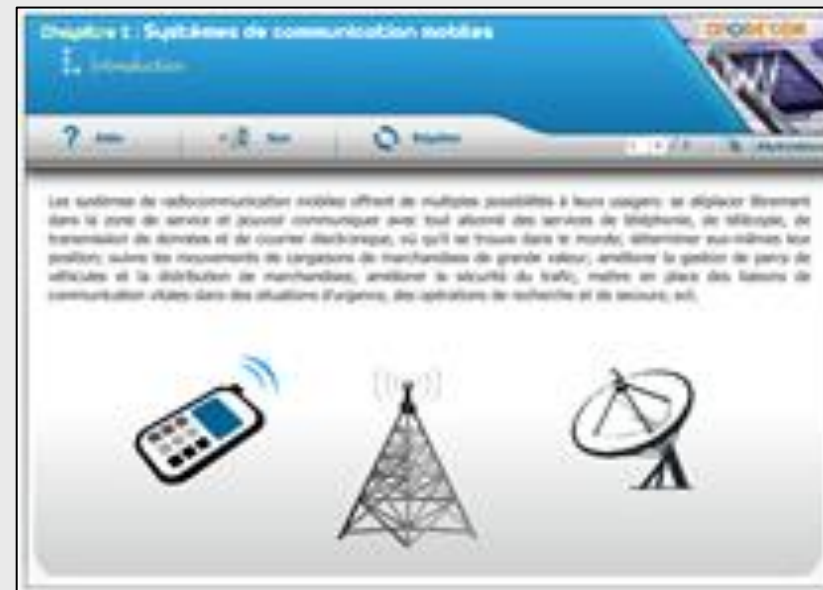 Chapitre 1 : Systèmes de communication mobiles
Introduction
? Aide
Les systèmes de radiocommunication mobiles offrent de multiples possibilités à leurs usagers: se déplacer librement
dans la zone de service et pouvoir communiquer avec tout abonné des services de téléphonie, de télécopie, de
transmission de données et de courrier électronique, où qu'il se trouve dans le monde; déterminer eux-mêmes leur
position; suivre les mouvements de cargaisons de marchandises de grande valeur; améliorer la gestion de parcs de
véhicules et la distribution de marchandises; améliorer la sécurité du trafic, mettre en place des liaisons de
communication vitales dans des situations d'urgence, des opérations de recherche et de secours,